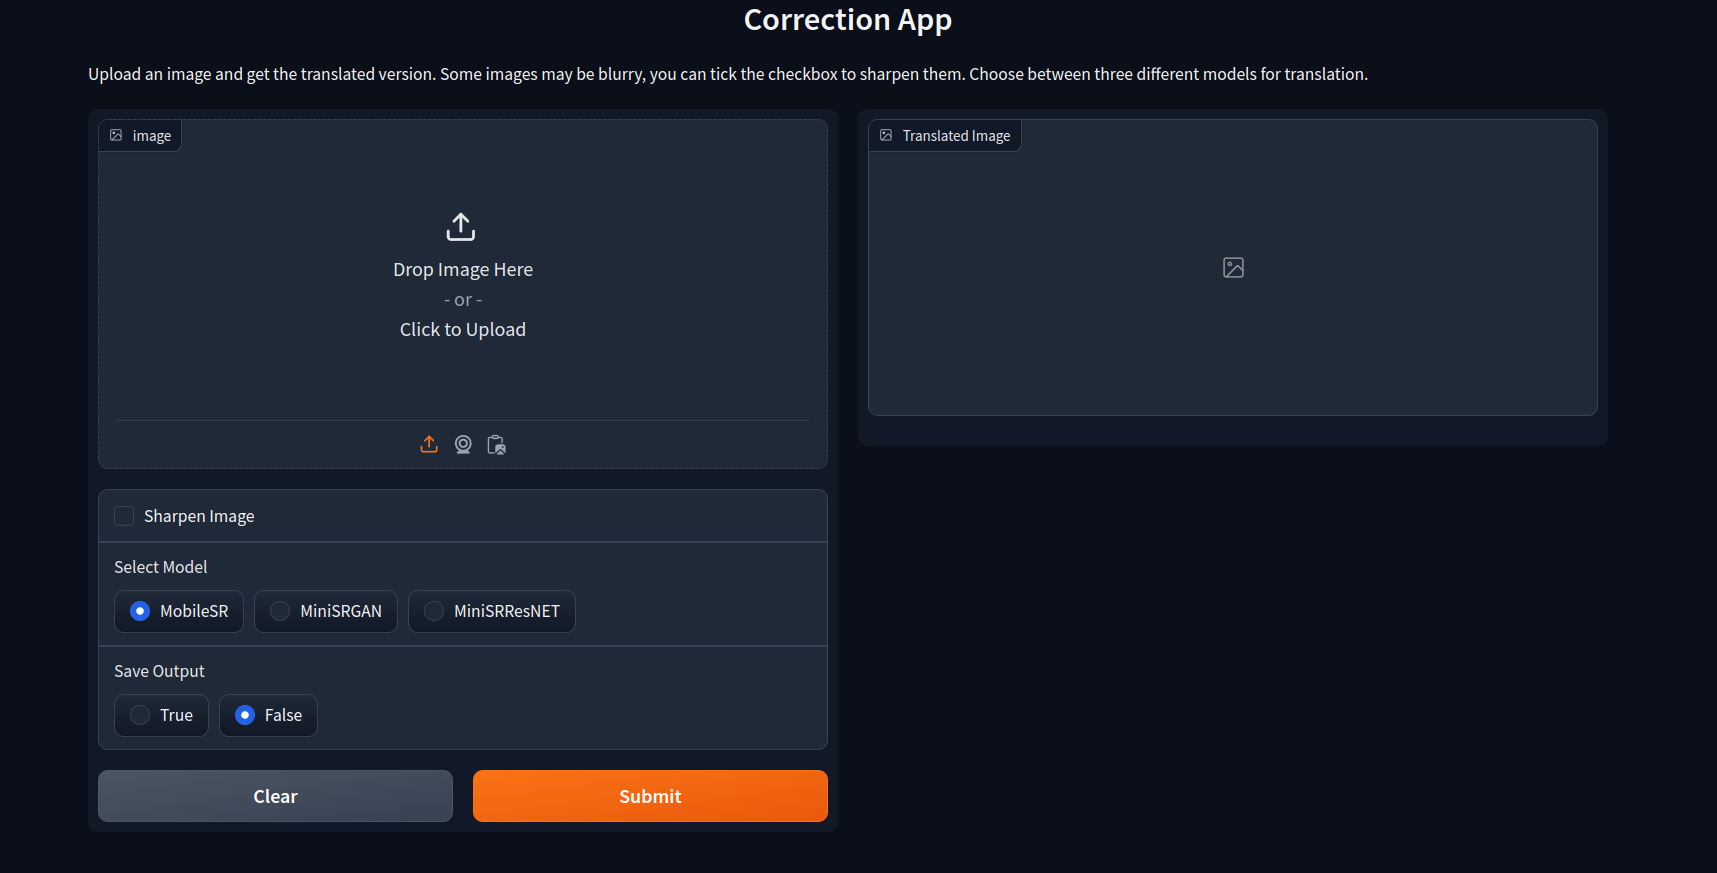 Correction App
Upload an image and get the translated version. Some images may be blurry, you can tick the checkbox to sharpen them. Choose between three different models for translation.
image
Drop Image Here
- or -
Click to Upload
Translated Image
Sharpen Image
Select Model
MobileSR MiniSRGAN MiniSRResNET
Save Output
True False
Clear Submit